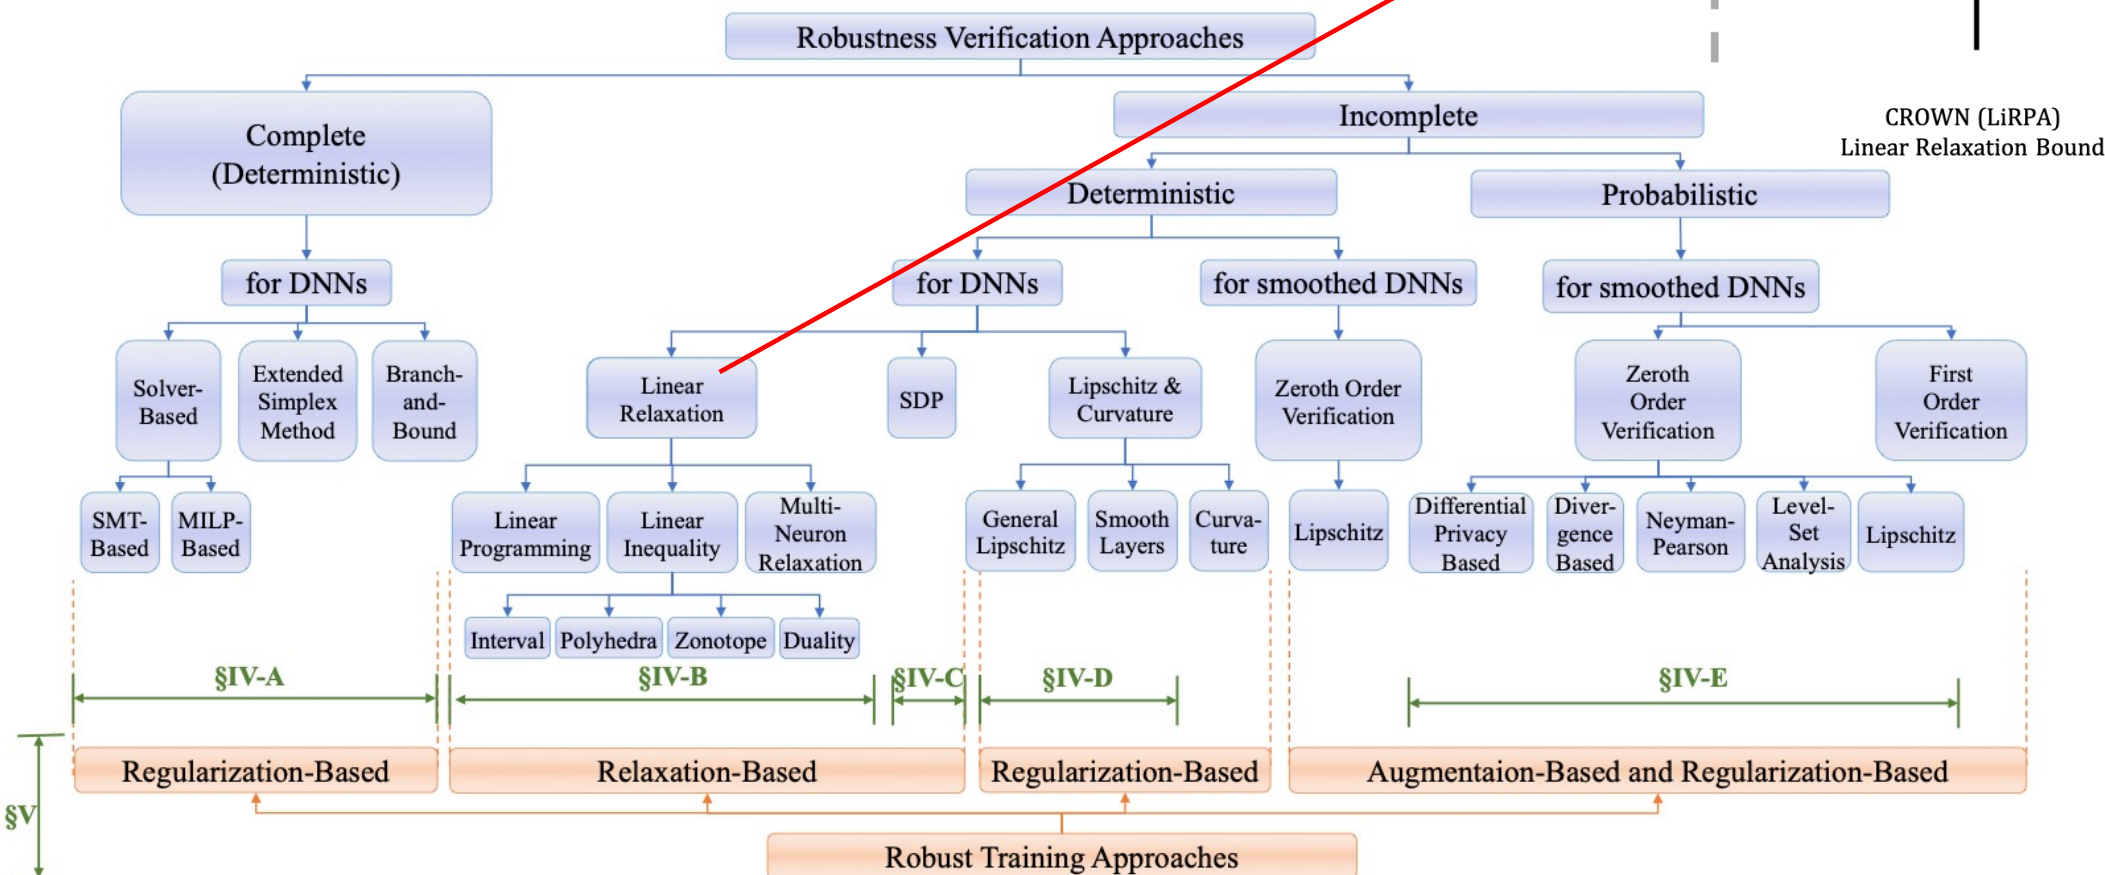 Robustness Verification Approaches
Complete
(Deterministic)
Incomplete
CROWN (LiRPA)
Linear Relaxation Bound
Deterministic
Probabilistic
for DNNs
for DNNs
for smoothed DNNs
for smoothed DNNs
Solver-
Based
Extended
Simplex
Method
Branch-
and-
Bound
Linear
Relaxation
SDP
Lipschitz &
Curvature
Zeroth Order
Verification
Zeroth
Order
Verification
First
Order
Verification
SMT-
Based
MILP-
Based
Linear
Programming
Linear
Inequality
Multi-
Neuron
Relaxation
General
Lipschitz
Smooth
Layers
Curva-
ture
Lipschitz
Differential
Privacy
Based
Diver-
gence
Based
Neyman-
Pearson
Level-
Set
Analysis
Lipschitz
Interval
Polyhedra
Zonotope
Duality
§IV-A
§IV-B
§IV-C
§IV-D
§IV-E
Regularization-Based
Relaxation-Based
Regularization-Based
Augmentaion-Based and Regularization-Based
§V
Robust Training Approaches